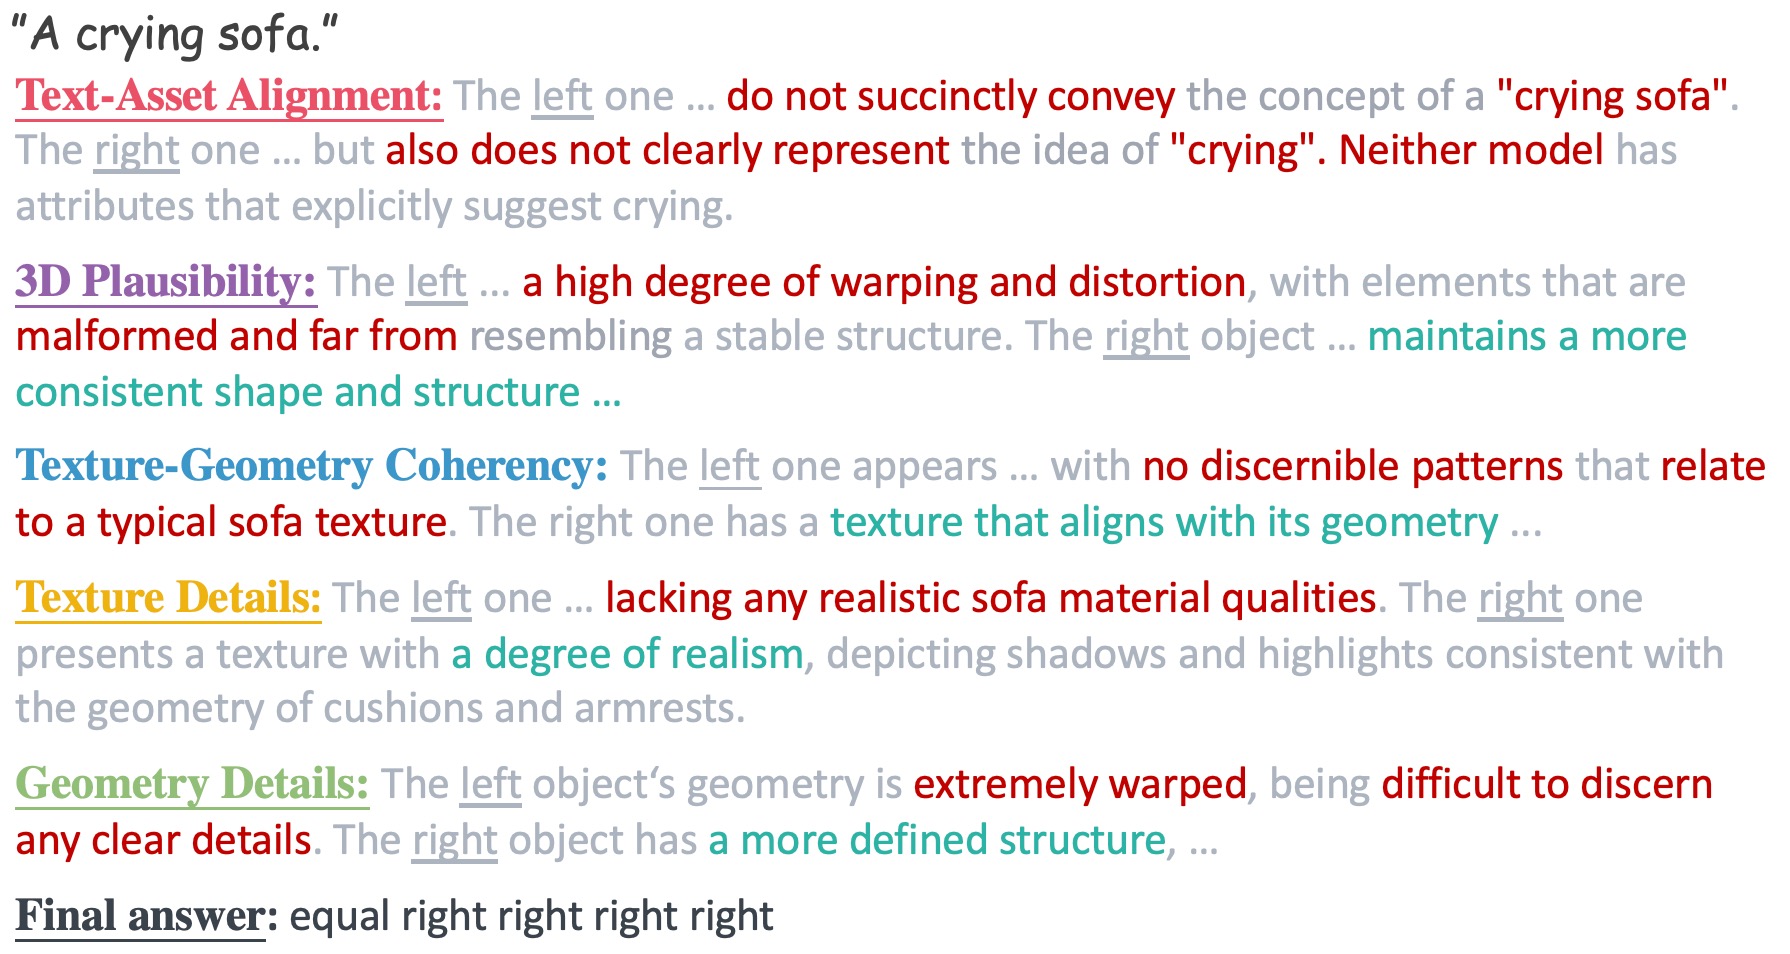 "A crying sofa."
Text-Asset Alignment: The left one ... do not succinctly convey the concept of a "crying sofa".
The right one ... but also does not clearly represent the idea of "crying". Neither model has
attributes that explicitly suggest crying.
3D Plausibility: The left ... a high degree of warping and distortion, with elements that are
malformed and far from resembling a stable structure. The right object ... maintains a more
consistent shape and structure ...
Texture-Geometry Coherency: The left one appears ... with no discernible patterns that relate
to a typical sofa texture. The right one has a texture that aligns with its geometry ...
Texture Details: The left one ... lacking any realistic sofa material qualities. The right one
presents a texture with a degree of realism, depicting shadows and highlights consistent with
the geometry of cushions and armrests.
Geometry Details: The left object‘s geometry is extremely warped, being difficult to discern
any clear details. The right object has a more defined structure, ...
Final answer: equal right right right right